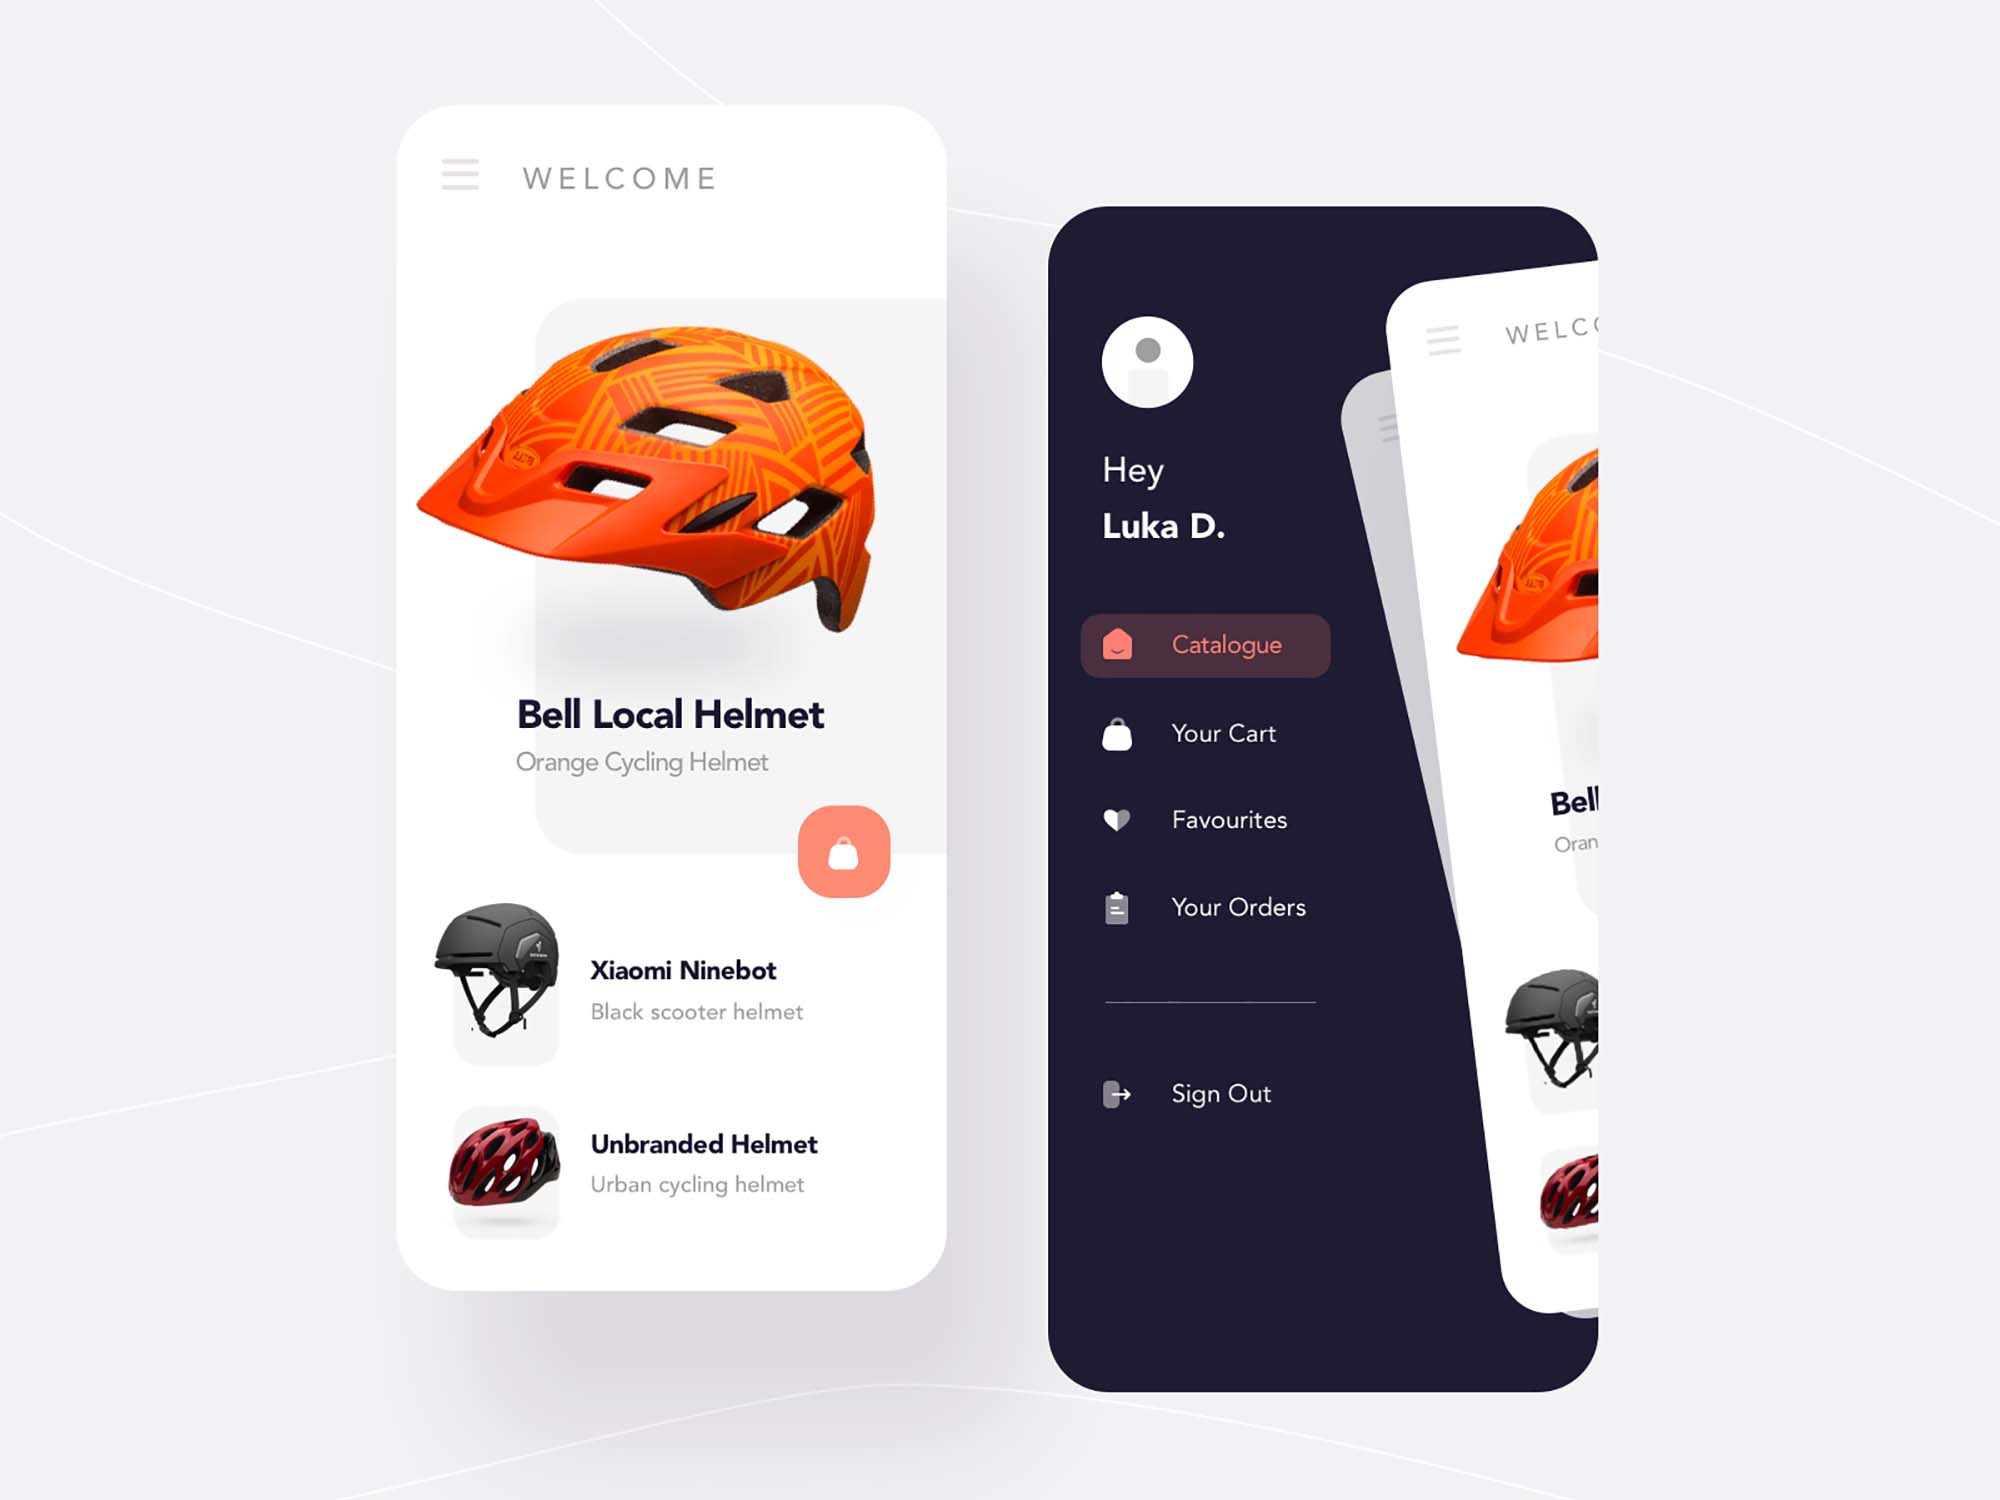 WELCOME
Bell Local Helmet
Orange Cycling Helmet
Xiaomi Ninebot
Black scooter helmet
Unbranded Helmet
Urban cycling helmet
Hey
Luka D.
Catalogue
Your Cart
Favourites
Your Orders
Sign Out
WELCO
Bell
Oran